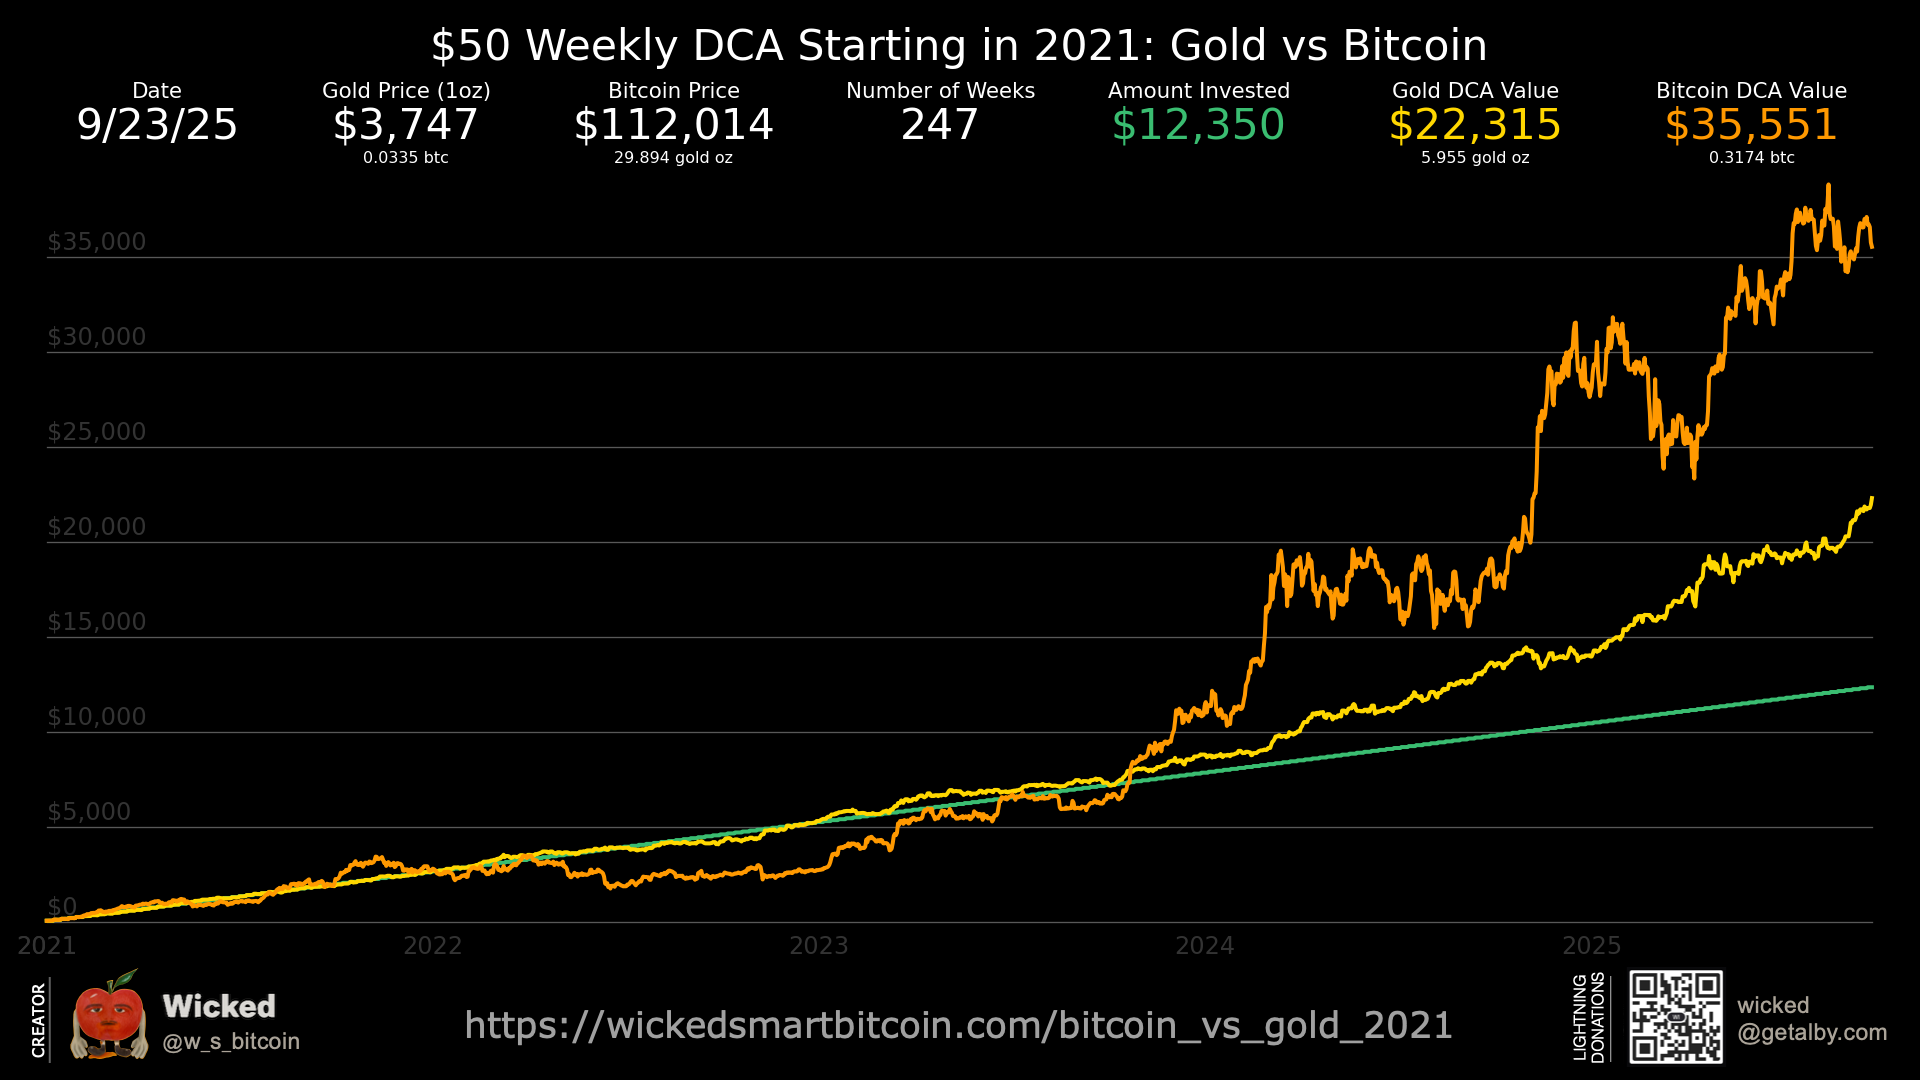 $50 Weekly DCA Starting in 2021: Gold vs Bitcoin
Date
9/23/25
Gold Price (1oz)
$3,747
0.0335 btc
Bitcoin Price
$112,014
29.894 gold oz
Number of Weeks
247
Amount Invested
$12,350
Gold DCA Value
$22,315
5.955 gold oz
Bitcoin DCA Value
$35,551
0.3174 btc
$35,000
$30,000
$25,000
$20,000
$15,000
$10,000
$5,000
$0
2021
2022
2023
2024
2025
CREATOR
Wicked
@w_s_bitcoin
https://wickedsmartbitcoin.com/bitcoin_vs_gold_2021
LIGHTNING
DONATIONS
wicked
@getalby.com